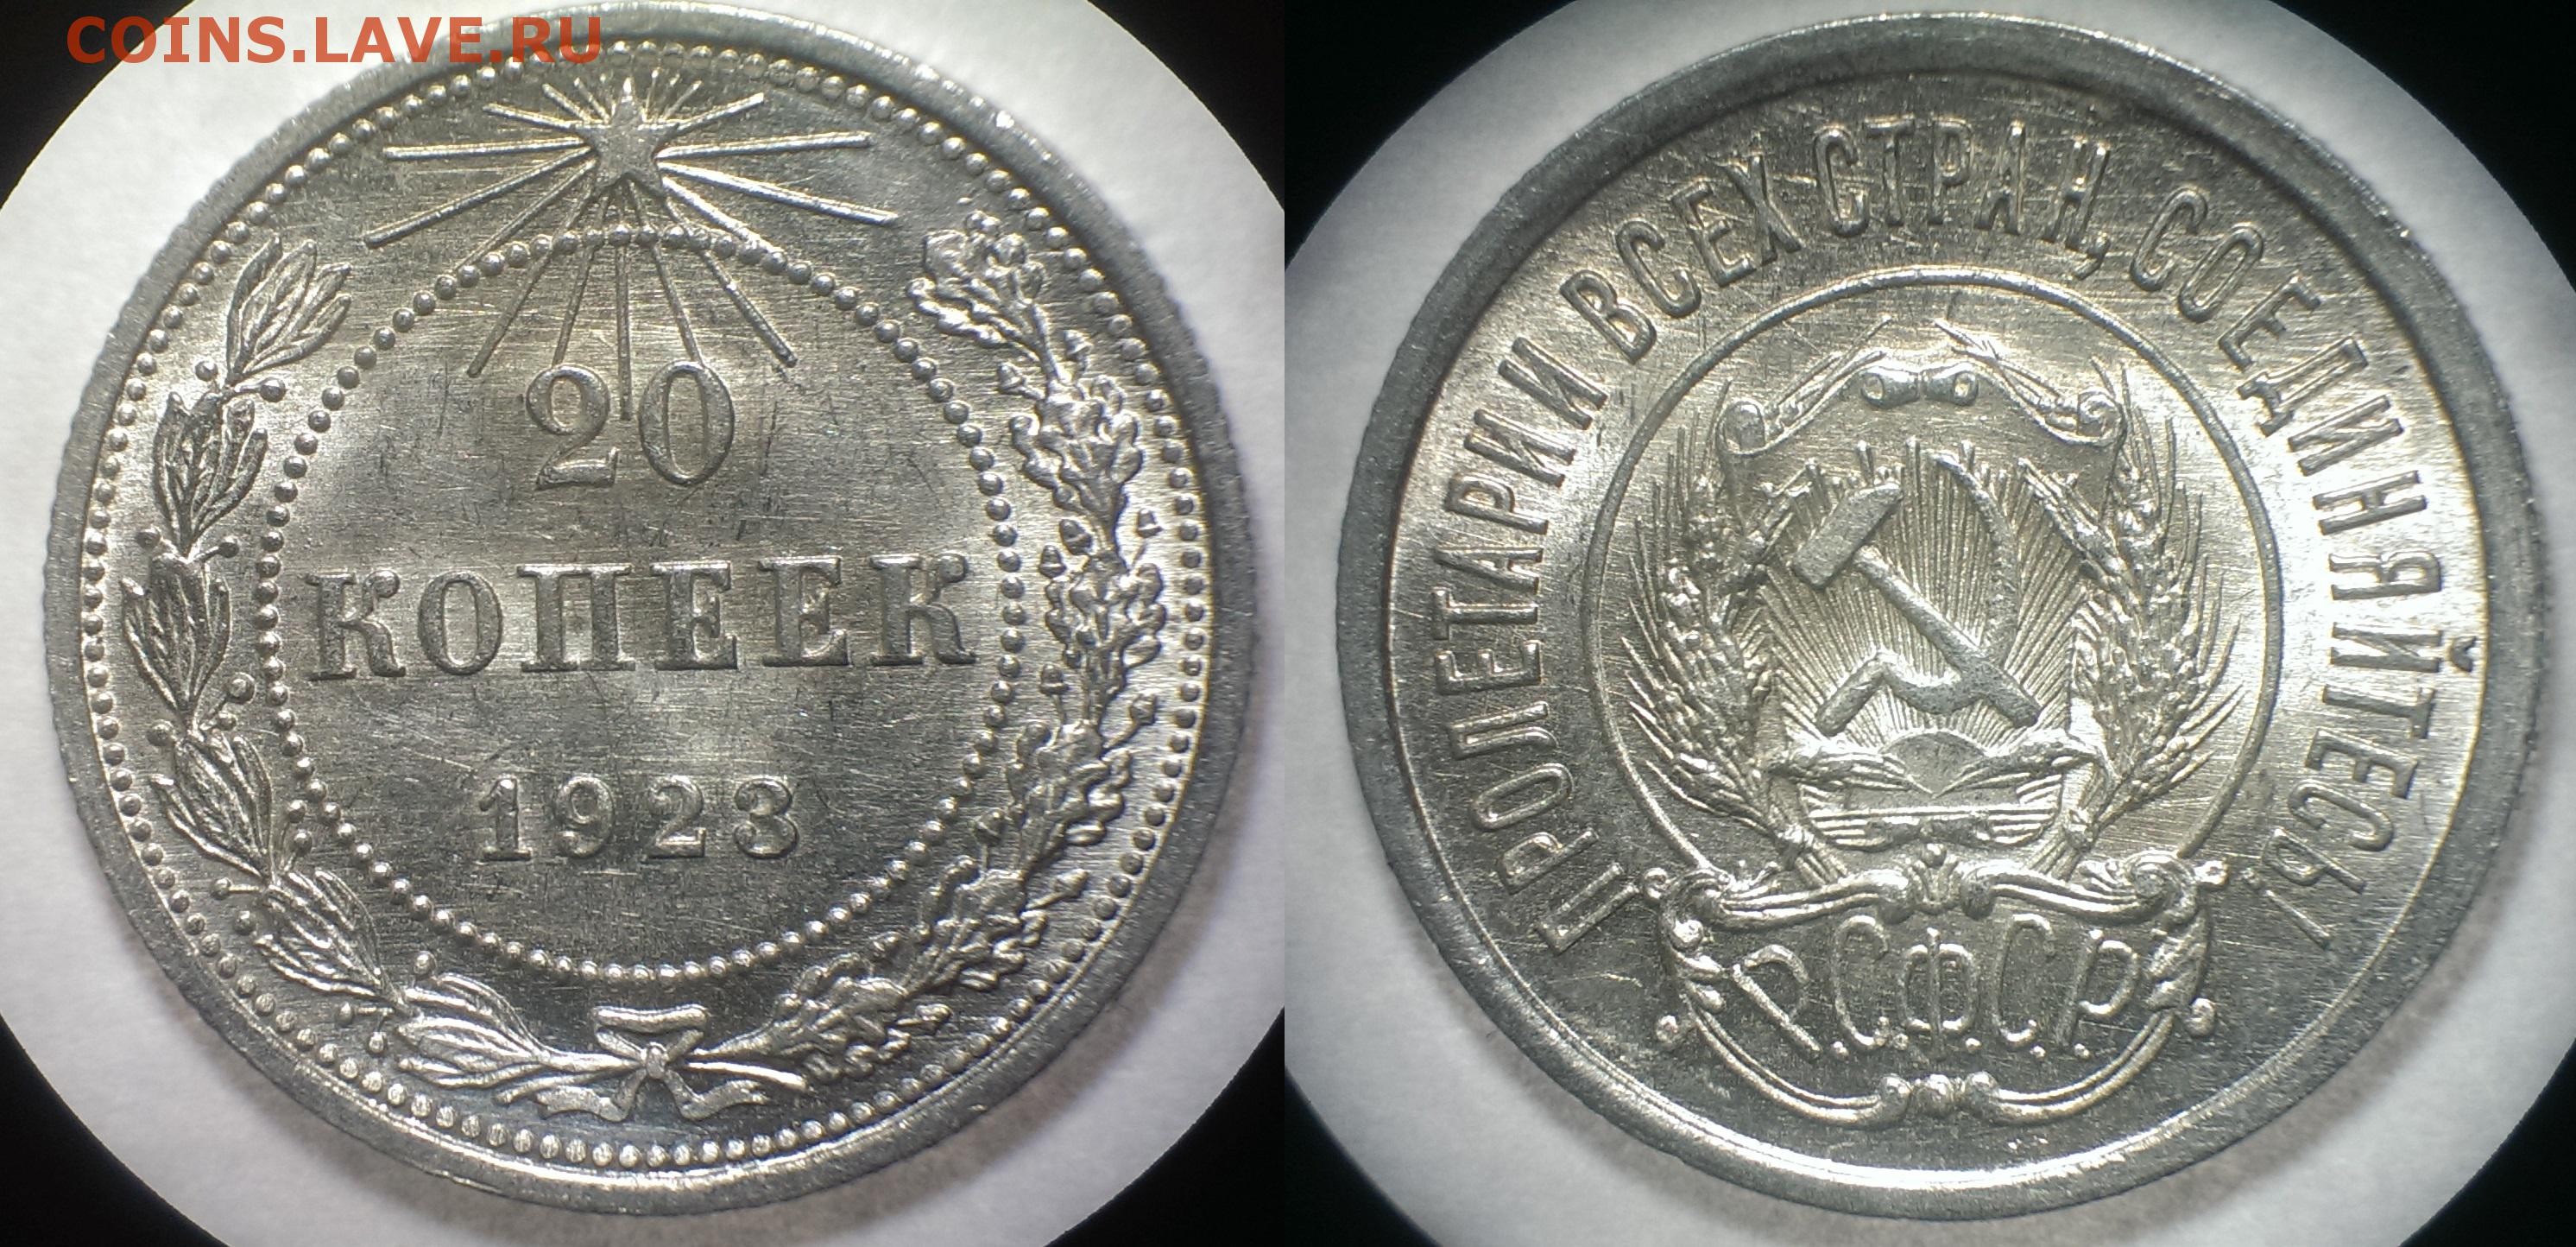 COINS.LAVE.RU
20
КОПЕЕК
1923
ПРОЛЕТАРИИ ВСЕХ СТРАН, СОЕДИНЯЙТЕСЬ!
Р.С.Ф.С.Р.